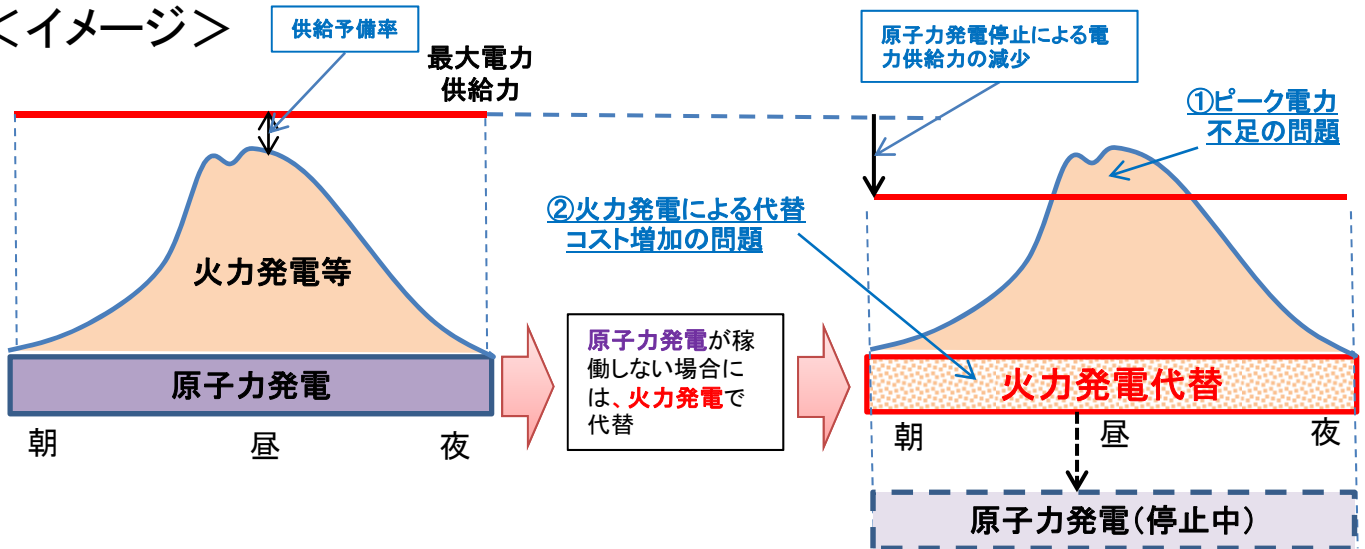 ＜イメージ＞
供給予備率
最大電力
供給力
火力発電等
原子力発電
朝
昼
夜
原子力発電が稼
働しない場合に
は、火力発電で
代替
原子力発電停止による電
力供給力の減少
①ピーク電力
不足の問題
②火力発電による代替
コスト増加の問題
火力発電代替
朝
昼
夜
原子力発電（停止中）